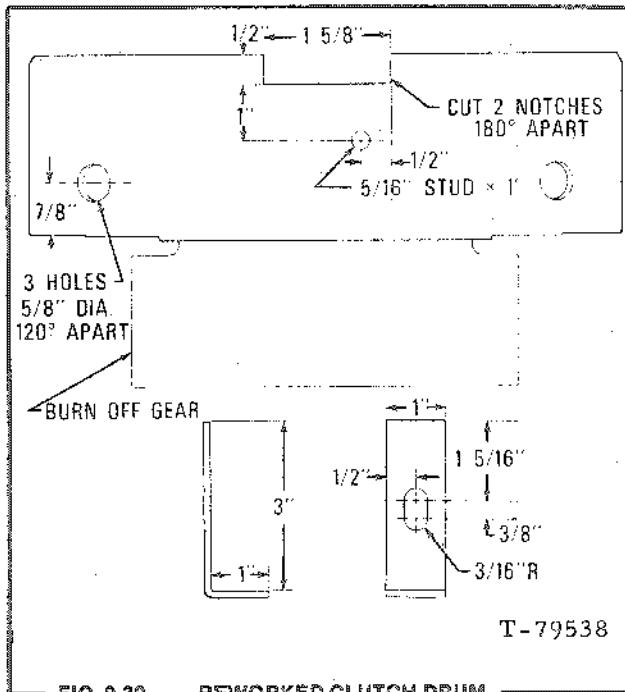 1/2" 1 5/8"
1"
CUT 2 NOTCHES
180° APART
1/2"
5/16" STUD × 1"
7/8"
3 HOLES
5/8" DIA.
120° APART
BURN OFF GEAR
1"
1 5/16"
1/2"
3"
3/8"
1"
3/16"R
T-79538
REWORKED CLUTCH DRUM